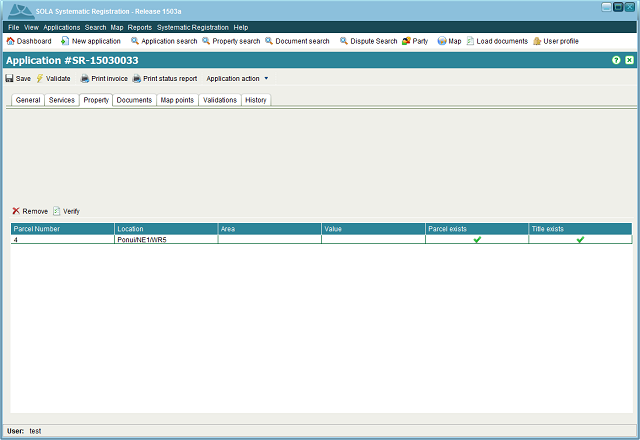 SOLA Systematic Registration - Release 1503a
File View Applications Search Map Reports Systematic Registration Help
Dashboard New application Application search Property search Document search Dispute Search Party Map Load documents User profile
Application #SR-15030033
Save Validate Print invoice Print status report Application action
General Services Property Documents Map points Validations History
Remove Verify
Parcel Number Location Area Value Parcel exists Title exists
4 Ponui/NE1/WR5
User: test